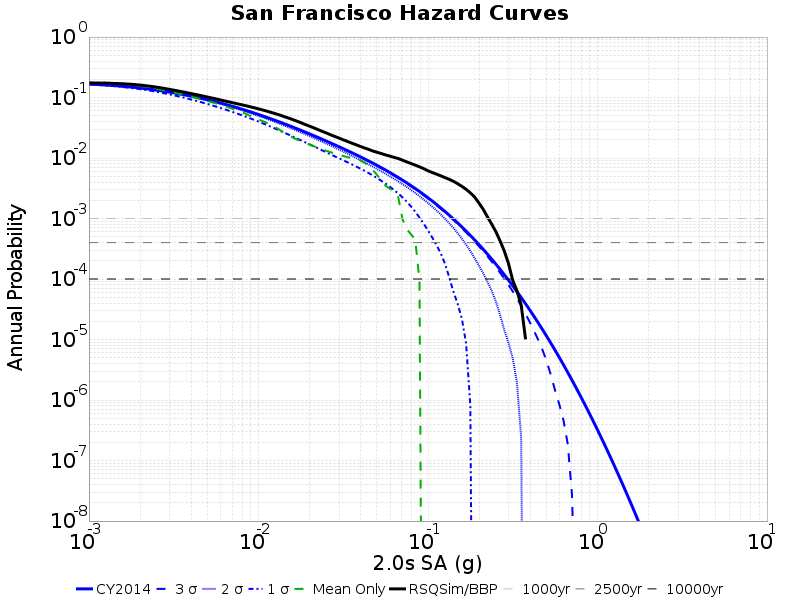 San Francisco Hazard Curves
10^0
10^-1
10^-2
10^-3
10^-4
10^-5
10^-6
10^-7
10^-8
Annual Probability
10^-3 10^-2 10^-1 10^0 10^1
2.0s SA (g)
CY2014 3 σ 2 σ 1 σ Mean Only RSQSim/BBP 1000yr 2500yr 10000yr